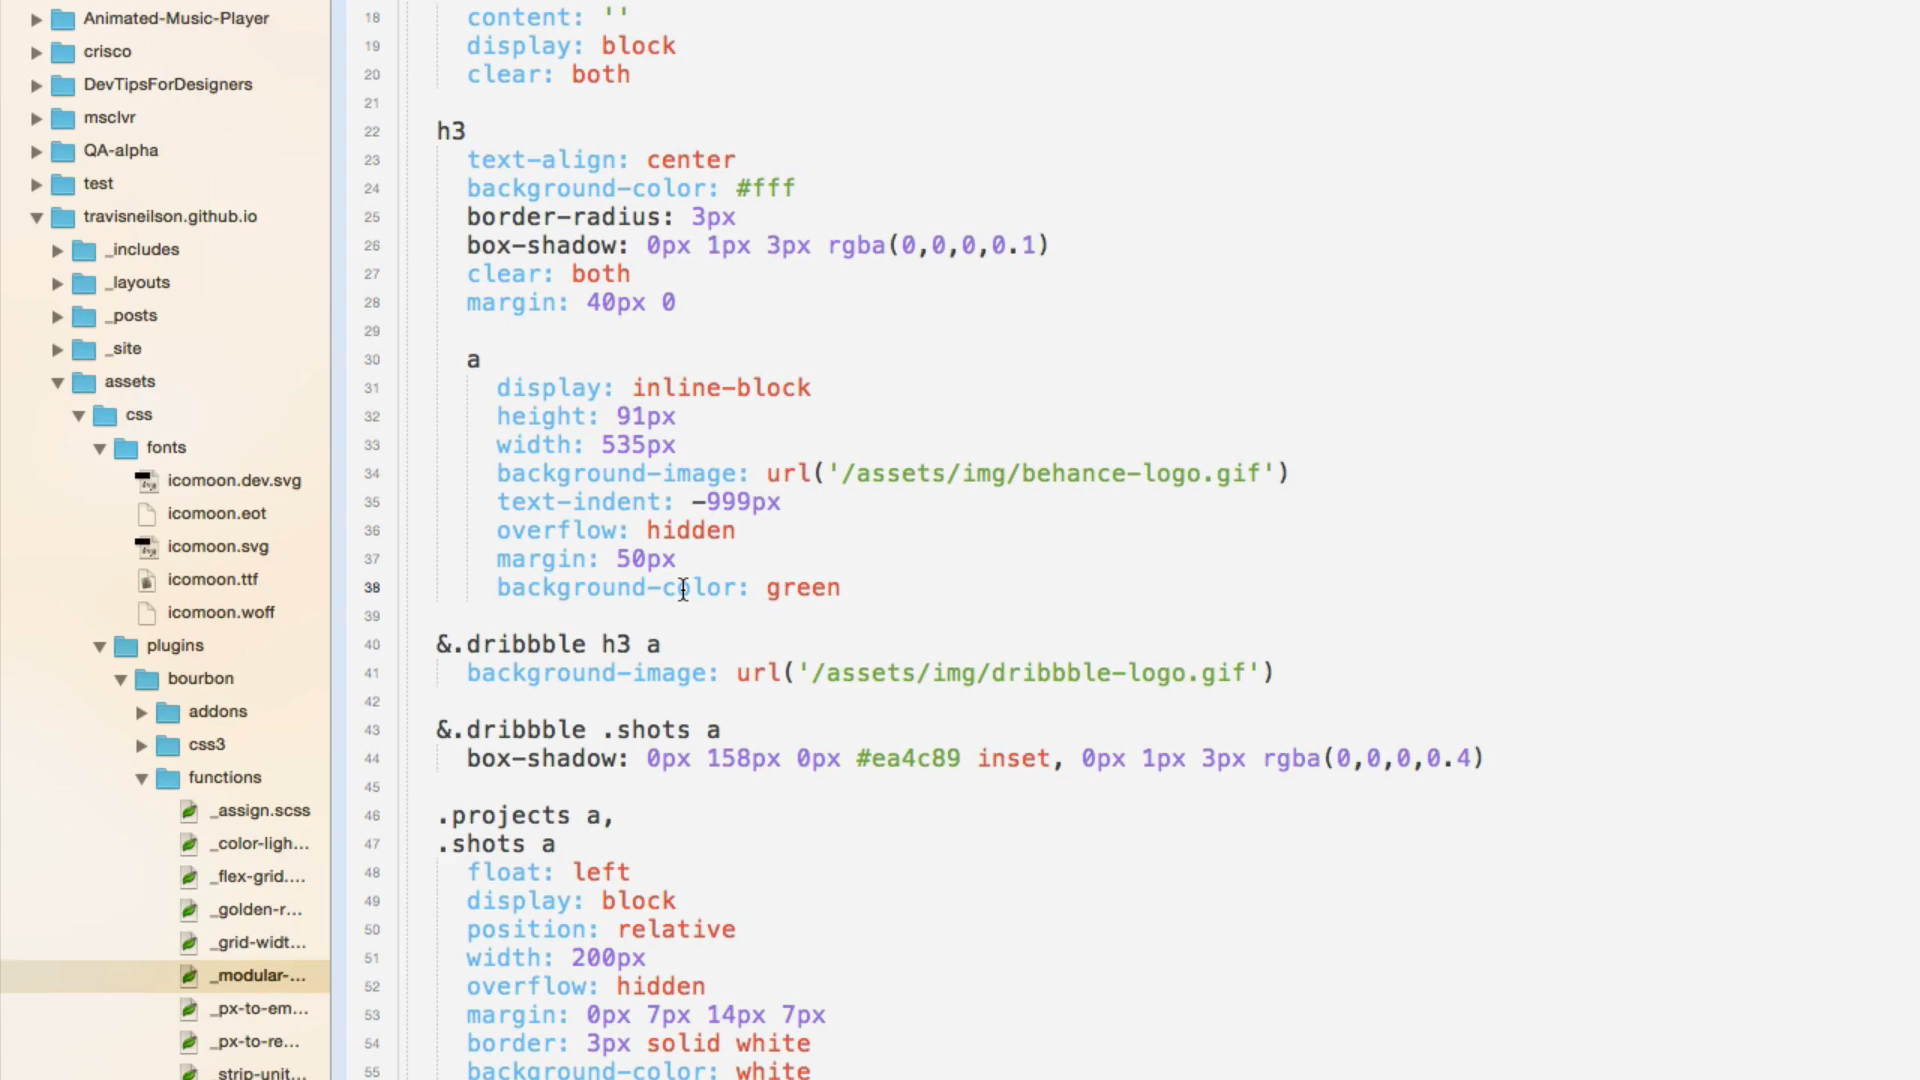 Animated-Music-Player
crisco
DevTipsForDesigners
msclvr
QA-alpha
test
travisneilson.github.io
_includes
_layouts
_posts
_site
assets
css
fonts
icomoon.dev.svg
icomoon.eot
icomoon.svg
icomoon.ttf
icomoon.woff
plugins
bourbon
addons
css3
functions
_assign.scss
_color-ligh...
_flex-grid....
_golden-r...
_grid-widt...
_modular-...
_px-to-em...
_px-to-re...
_strip-unit...
18 content: ''
19 display: block
20 clear: both
21
22 h3
23 text-align: center
24 background-color: #fff
25 border-radius: 3px
26 box-shadow: 0px 1px 3px rgba(0,0,0,0.1)
27 clear: both
28 margin: 40px 0
29
30 a
31 display: inline-block
32 height: 91px
33 width: 535px
34 background-image: url('/assets/img/behance-logo.gif')
35 text-indent: -999px
36 overflow: hidden
37 margin: 50px
38 background-color: green
39
40 &.dribbble h3 a
41 background-image: url('/assets/img/dribbble-logo.gif')
42
43 &.dribbble .shots a
44 box-shadow: 0px 158px 0px #ea4c89 inset, 0px 1px 3px rgba(0,0,0,0.4)
45
46 .projects a,
47 .shots a
48 float: left
49 display: block
50 position: relative
51 width: 200px
52 overflow: hidden
53 margin: 0px 7px 14px 7px
54 border: 3px solid white
55 background-color: white